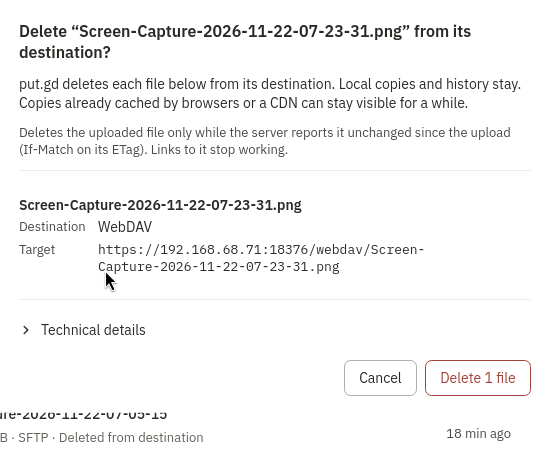 Delete “Screen-Capture-2026-11-22-07-23-31.png” from its
destination?
put.gd deletes each file below from its destination. Local copies and history stay.
Copies already cached by browsers or a CDN can stay visible for a while.
Deletes the uploaded file only while the server reports it unchanged since the upload
(If-Match on its ETag). Links to it stop working.
Screen-Capture-2026-11-22-07-23-31.png
Destination WebDAV
Target https://192.168.68.71:18376/webdav/Screen-
Capture-2026-11-22-07-23-31.png
Technical details
Cancel Delete 1 file
re-2026-11-22-07-05-15
B · SFTP · Deleted from destination 18 min ago